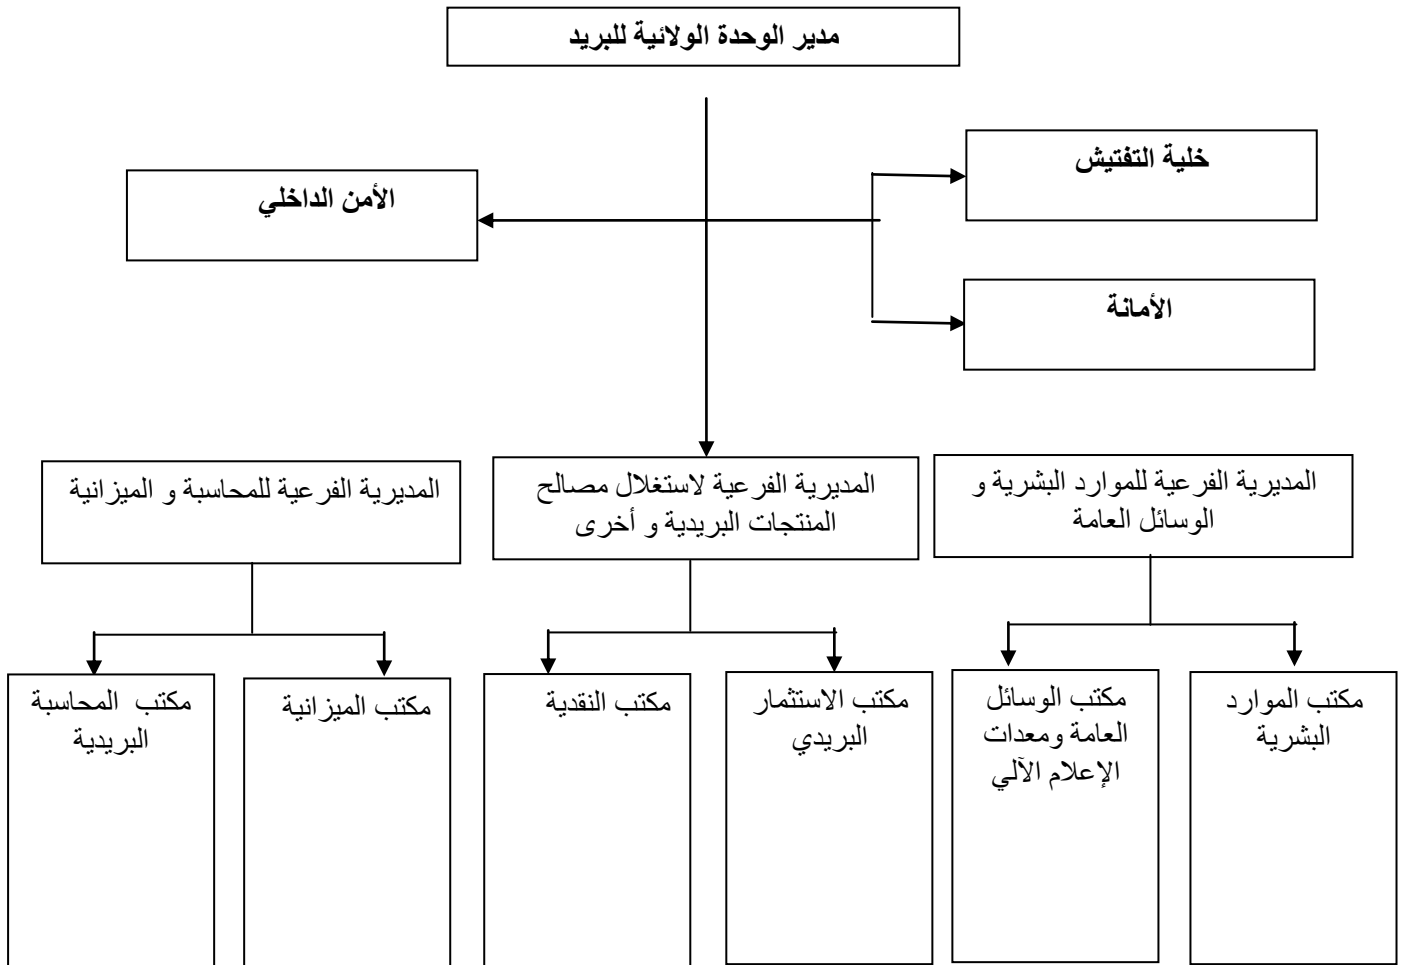 مدير الوحدة الولائية للبريد
خلية التفتيش
الأمن الداخلي
الأمانة
المديرية الفرعية للموارد البشرية و
الوسائل العامة
المديرية الفرعية لاستغلال مصالح
المنتجات البريدية و أخرى
المديرية الفرعية للمحاسبة و الميزانية
مكتب الموارد
البشرية
مكتب الوسائل
العامة ومعدات
الإعلام الآلي
مكتب الاستثمار
البريدي
مكتب النقدية
مكتب الميزانية
مكتب المحاسبة
البريدية